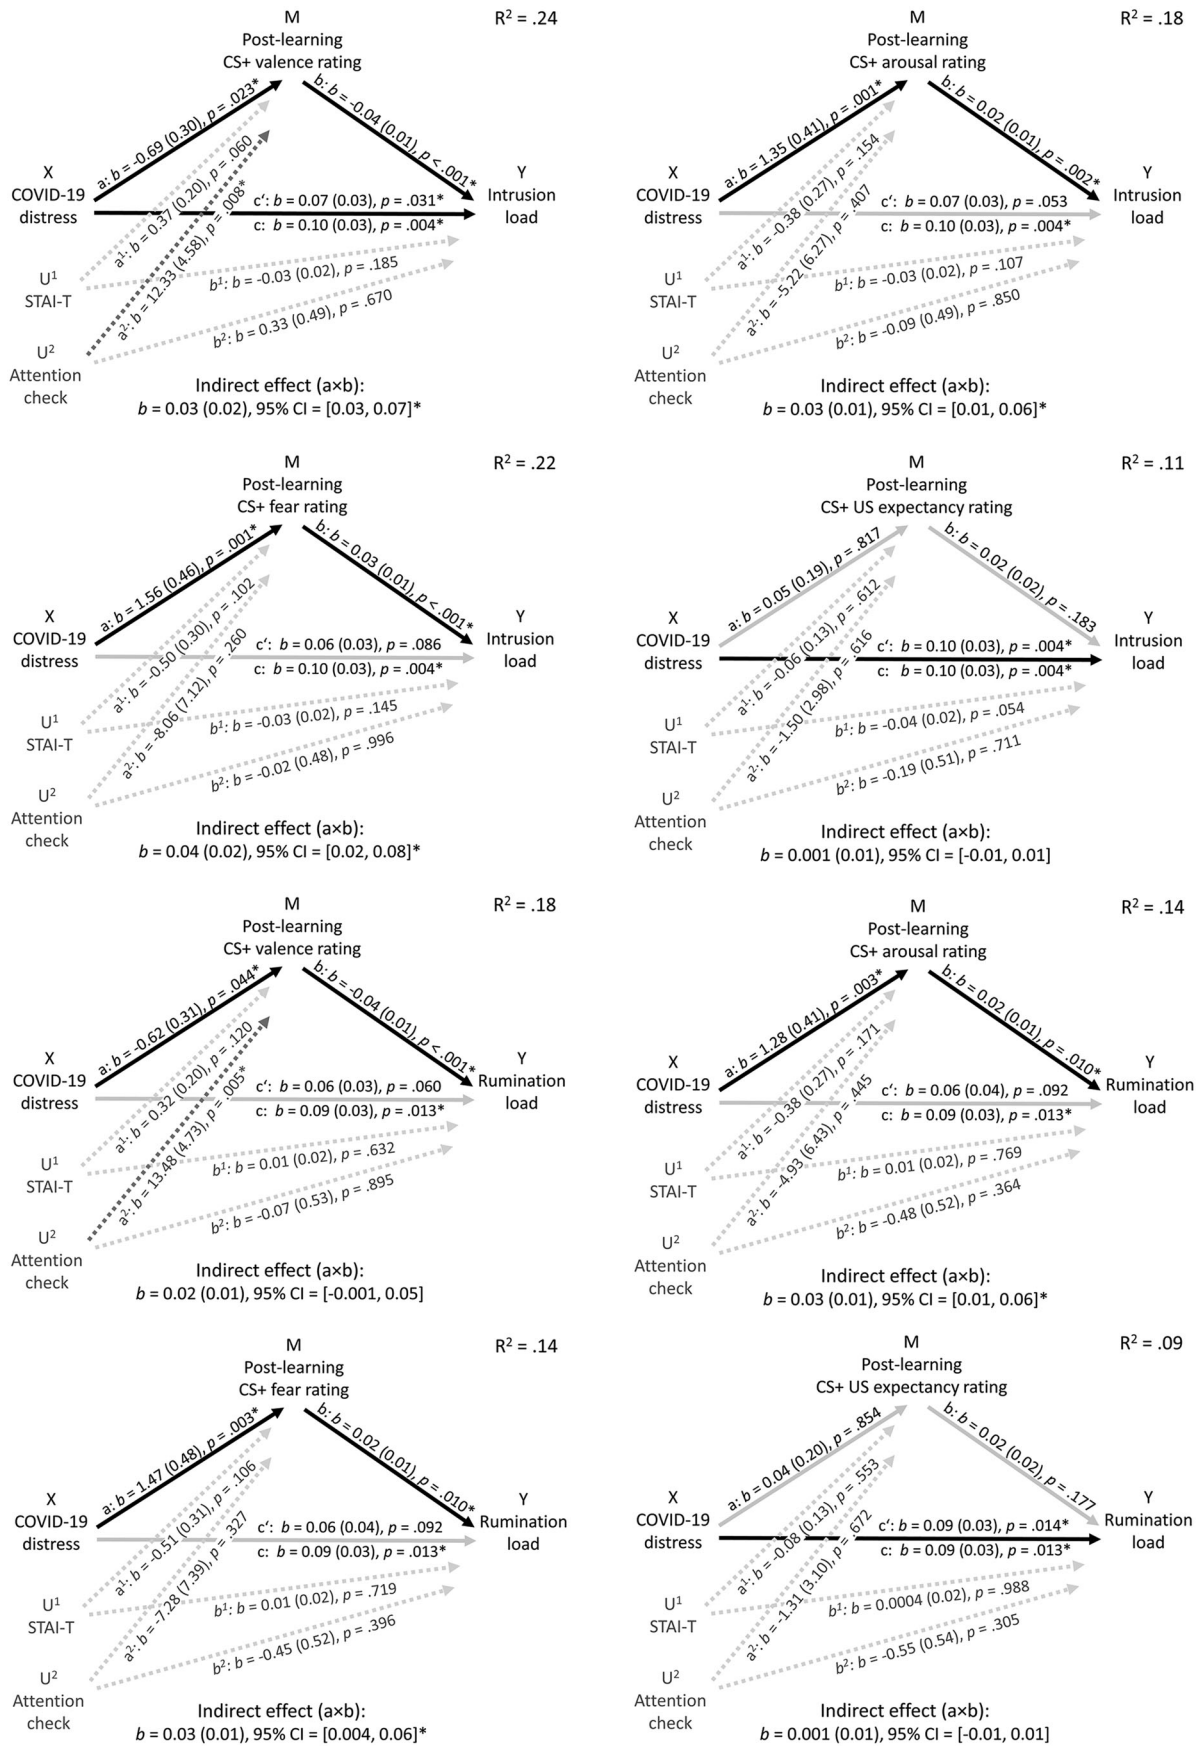 M
R² = .24
Post-learning
CS+ valence rating
a: b = -0.69 (0.30), p = .023*
b: b = -0.04 (0.01), p < .001*
X
COVID-19
distress
Y
Intrusion
load
c‘: b = 0.07 (0.03), p = .031*
c: b = 0.10 (0.03), p = .004*
a¹: b = 0.37 (0.20), p = .060
a²: b = 12.33 (4.58), p = .008*
U¹
STAI-T
b¹: b = -0.03 (0.02), p = .185
b²: b = 0.33 (0.49), p = .670
U²
Attention
check
Indirect effect (a×b):
b = 0.03 (0.02), 95% CI = [0.03, 0.07]*
M
R² = .18
Post-learning
CS+ arousal rating
a: b = 1.35 (0.41), p = .001*
b: b = 0.02 (0.01), p = .002*
X
COVID-19
distress
Y
Intrusion
load
c‘: b = 0.07 (0.03), p = .053
c: b = 0.10 (0.03), p = .004*
a¹: b = -0.38 (0.27), p = .154
a²: b = -5.22 (6.27), p = .407
U¹
STAI-T
b¹: b = -0.03 (0.02), p = .107
b²: b = -0.09 (0.49), p = .850
U²
Attention
check
Indirect effect (a×b):
b = 0.03 (0.01), 95% CI = [0.01, 0.06]*
M
R² = .22
Post-learning
CS+ fear rating
a: b = 1.56 (0.46), p = .001*
b: b = 0.03 (0.01), p < .001*
X
COVID-19
distress
Y
Intrusion
load
c‘: b = 0.06 (0.03), p = .086
c: b = 0.10 (0.03), p = .004*
a¹: b = -0.50 (0.30), p = .102
a²: b = -8.06 (7.12), p = .260
U¹
STAI-T
b¹: b = -0.03 (0.02), p = .145
b²: b = -0.02 (0.48), p = .996
U²
Attention
check
Indirect effect (a×b):
b = 0.04 (0.02), 95% CI = [0.02, 0.08]*
M
R² = .11
Post-learning
CS+ US expectancy rating
a: b = 0.05 (0.19), p = .817
b: b = 0.02 (0.02), p = .183
X
COVID-19
distress
Y
Intrusion
load
c‘: b = 0.10 (0.03), p = .004*
c: b = 0.10 (0.03), p = .004*
a¹: b = -0.06 (0.13), p = .612
a²: b = -1.50 (2.98), p = .616
U¹
STAI-T
b¹: b = -0.04 (0.02), p = .054
b²: b = -0.19 (0.51), p = .711
U²
Attention
check
Indirect effect (a×b):
b = 0.001 (0.01), 95% CI = [-0.01, 0.01]
M
R² = .18
Post-learning
CS+ valence rating
a: b = -0.62 (0.31), p = .044*
b: b = -0.04 (0.01), p < .001*
X
COVID-19
distress
Y
Rumination
load
c‘: b = 0.06 (0.03), p = .060
c: b = 0.09 (0.03), p = .013*
a¹: b = 0.32 (0.20), p = .120
a²: b = 13.48 (4.73), p = .005*
U¹
STAI-T
b¹: b = 0.01 (0.02), p = .632
b²: b = -0.07 (0.53), p = .895
U²
Attention
check
Indirect effect (a×b):
b = 0.02 (0.01), 95% CI = [-0.001, 0.05]
M
R² = .14
Post-learning
CS+ arousal rating
a: b = 1.28 (0.41), p = .003*
b: b = 0.02 (0.01), p = .010*
X
COVID-19
distress
Y
Rumination
load
c‘: b = 0.06 (0.04), p = .092
c: b = 0.09 (0.03), p = .013*
a¹: b = -0.38 (0.27), p = .171
a²: b = -4.93 (6.43), p = .445
U¹
STAI-T
b¹: b = 0.01 (0.02), p = .769
b²: b = -0.48 (0.52), p = .364
U²
Attention
check
Indirect effect (a×b):
b = 0.03 (0.01), 95% CI = [0.01, 0.06]*
M
R² = .14
Post-learning
CS+ fear rating
a: b = 1.47 (0.48), p = .003*
b: b = 0.02 (0.01), p = .010*
X
COVID-19
distress
Y
Rumination
load
c‘: b = 0.06 (0.04), p = .092
c: b = 0.09 (0.03), p = .013*
a¹: b = -0.51 (0.31), p = .106
a²: b = -7.28 (7.39), p = .327
U¹
STAI-T
b¹: b = 0.01 (0.02), p = .719
b²: b = -0.45 (0.52), p = .396
U²
Attention
check
Indirect effect (a×b):
b = 0.03 (0.01), 95% CI = [0.004, 0.06]*
M
R² = .09
Post-learning
CS+ US expectancy rating
a: b = 0.04 (0.20), p = .854
b: b = 0.02 (0.02), p = .177
X
COVID-19
distress
Y
Rumination
load
c‘: b = 0.09 (0.03), p = .014*
c: b = 0.09 (0.03), p = .013*
a¹: b = -0.08 (0.13), p = .553
a²: b = -1.31 (3.10), p = .672
U¹
STAI-T
b¹: b = 0.0004 (0.02), p = .988
b²: b = -0.55 (0.54), p = .305
U²
Attention
check
Indirect effect (a×b):
b = 0.001 (0.01), 95% CI = [-0.01, 0.01]